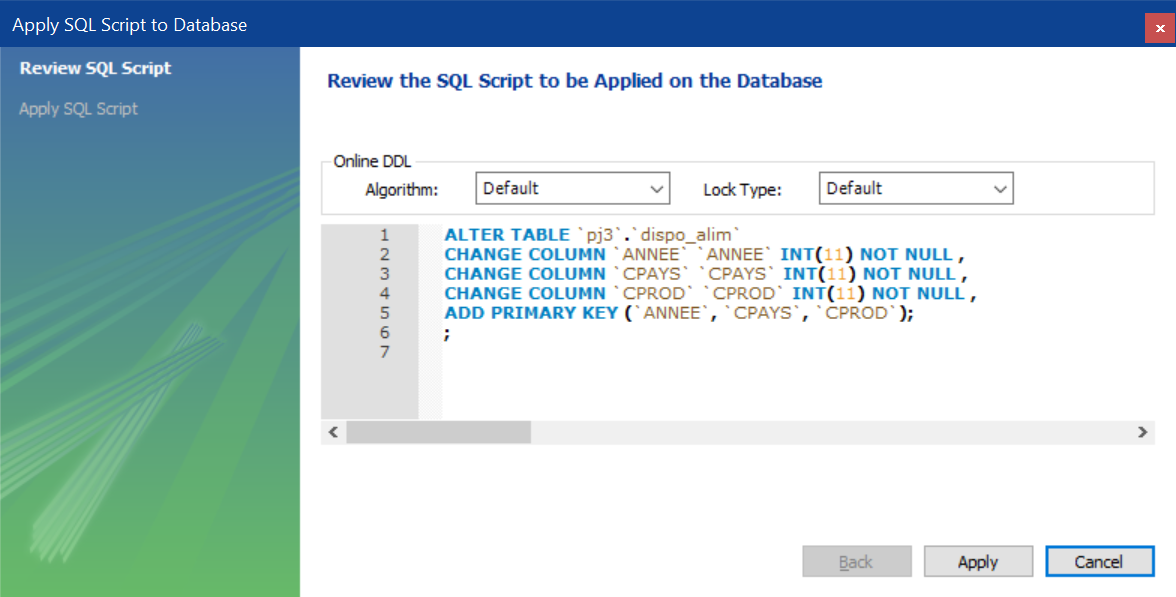 Apply SQL Script to Database
Review SQL Script
Apply SQL Script
Review the SQL Script to be Applied on the Database
Online DDL
Algorithm: Default Lock Type: Default
1 ALTER TABLE `pj3`.`dispo_alim`
2 CHANGE COLUMN `ANNEE` `ANNEE` INT(11) NOT NULL ,
3 CHANGE COLUMN `CPAYS` `CPAYS` INT(11) NOT NULL ,
4 CHANGE COLUMN `CPROD` `CPROD` INT(11) NOT NULL ,
5 ADD PRIMARY KEY (`ANNEE`, `CPAYS`, `CPROD`);
6 ;
7
Back Apply Cancel